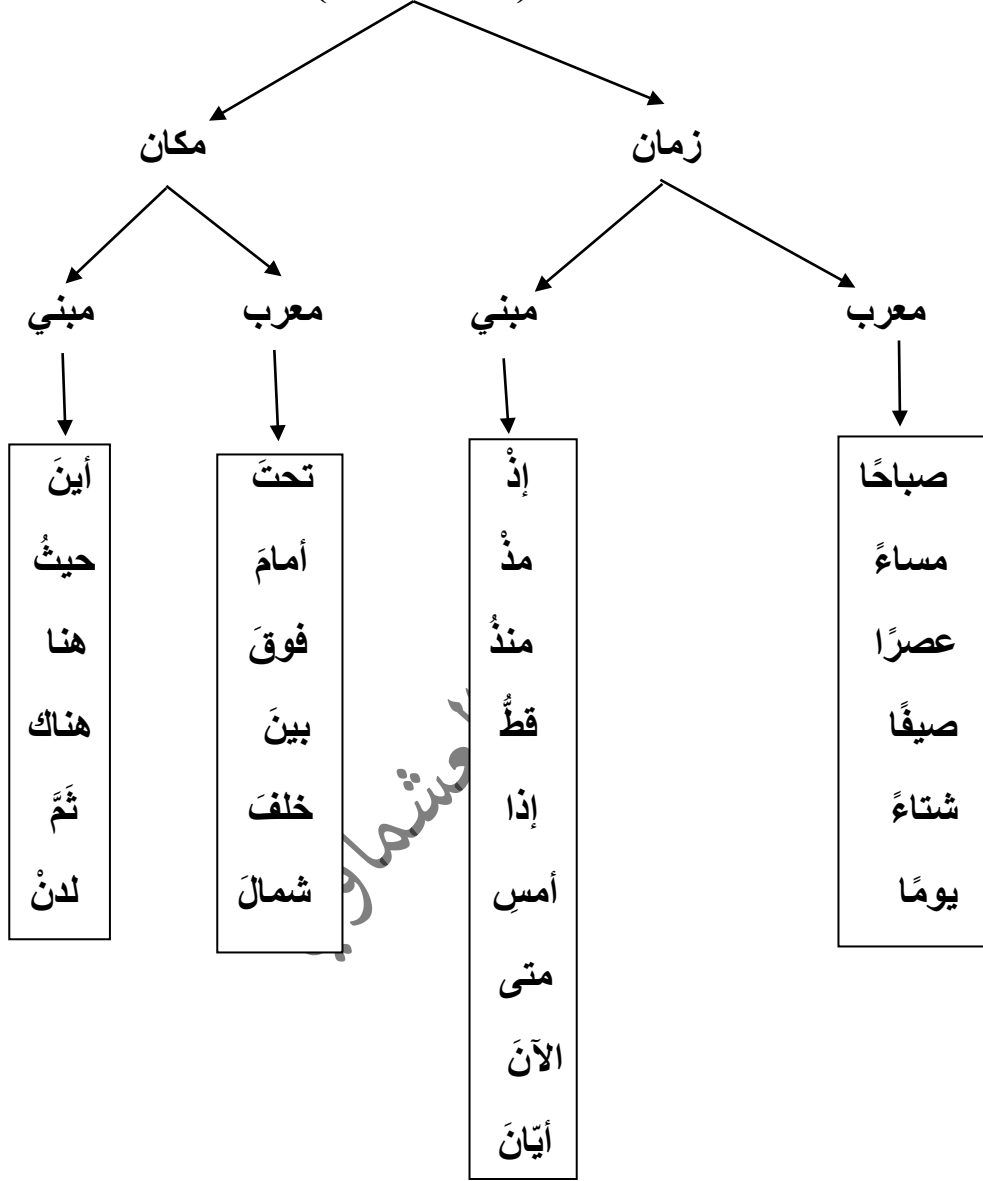 زمان
مكان
معرب
مبني
معرب
مبني
صباحًا
مساءً
عصرًا
صيفًا
شتاءً
يومًا
إذْ
مذْ
منذُ
قطُّ
إذا
أمسِ
متى
الآنَ
أيّانَ
تحتَ
أمامَ
فوقَ
بينَ
خلفَ
شمالَ
أينَ
حيثُ
هنا
هناك
ثَمَّ
لدنْ